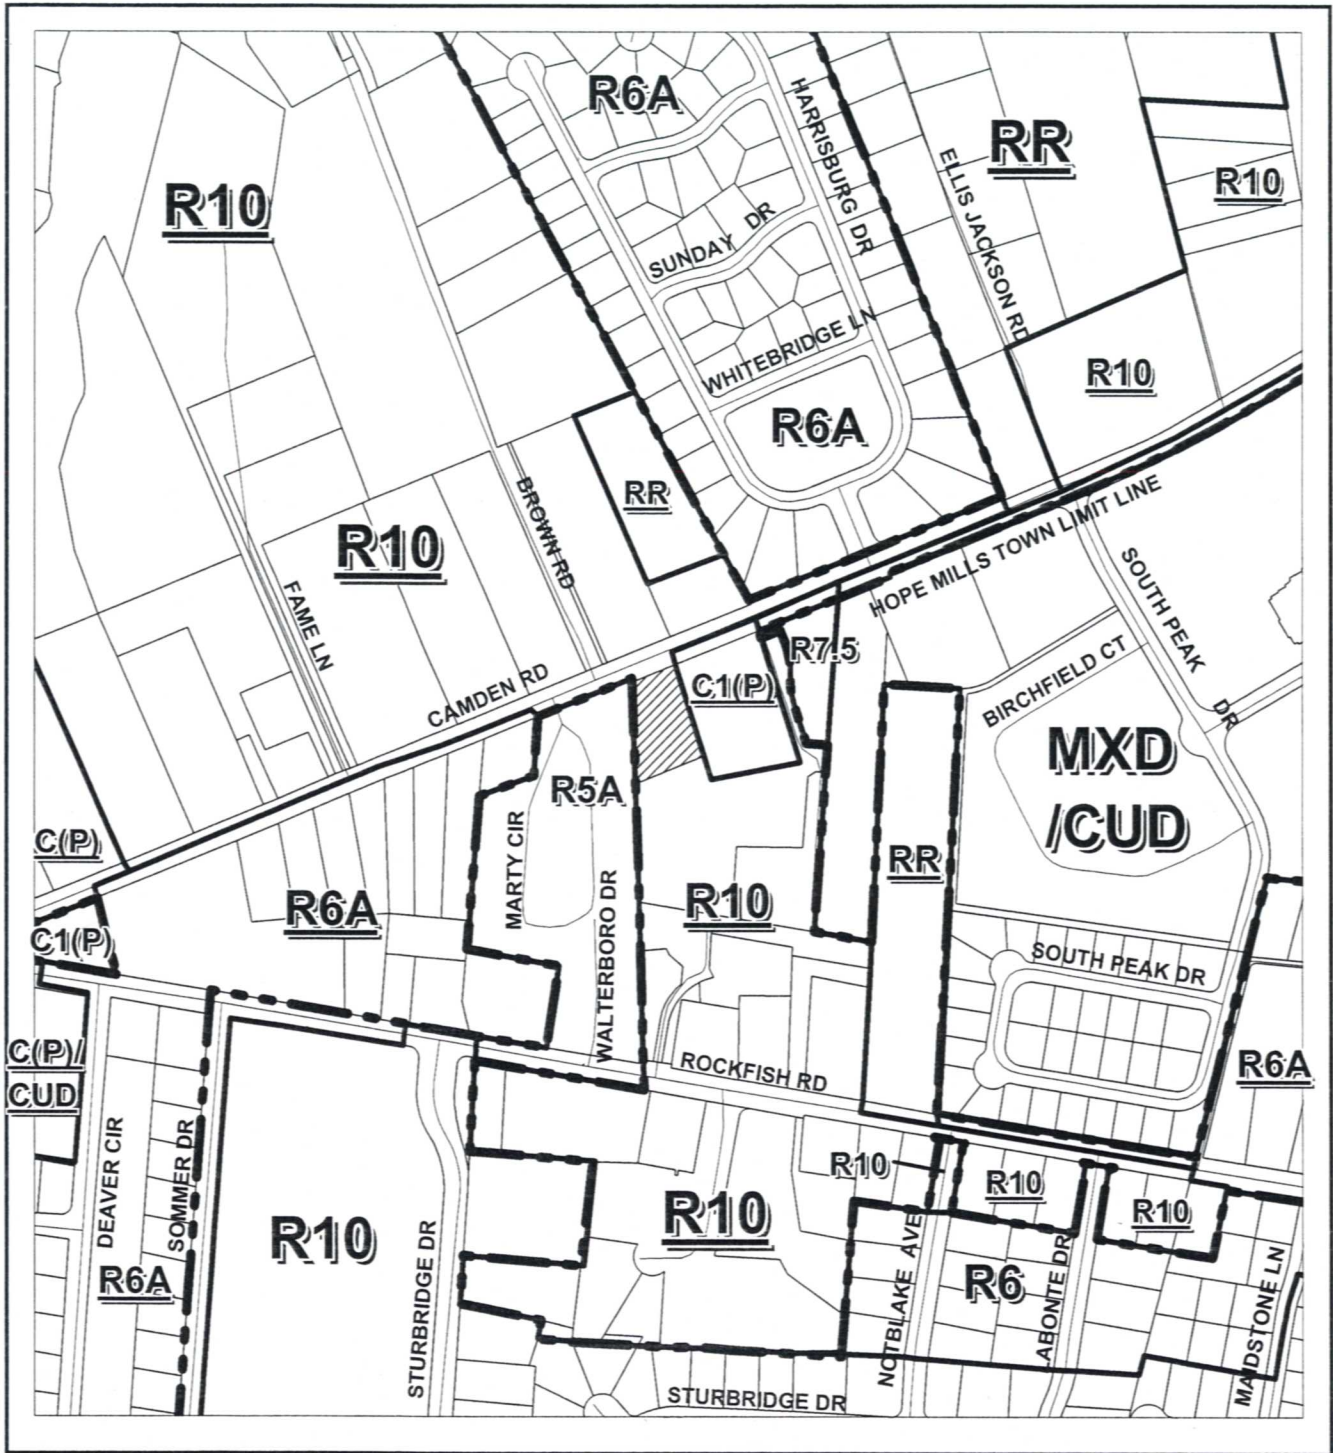 R6A
HARRISBURG DR
RR
R10
R10
ELLIS JACKSON RD
SUNDAY DR
WHITEBRIDGE LN
R10
R6A
RR
BROWN RD
R10
HOPE MILLS TOWN LIMIT LINE
FAME LN
SOUTH PEAK DR
R7.5
CAMDEN RD
C1(P)
BIRCHFIELD CT
MXD
/CUD
R5A
C(P)
MARTY CIR
RR
R6A
R10
C1(P)
WALTERBORO DR
SOUTH PEAK DR
C(P)/
CUD
ROCKFISH RD
R6A
DEAVER CIR
SOMMER DR
R10
R10
R10
R10
R10
STURBRIDGE DR
R6A
NOTBLAKE AVE
R6
LABONTE DR
MAIDSTONE LN
STURBRIDGE DR